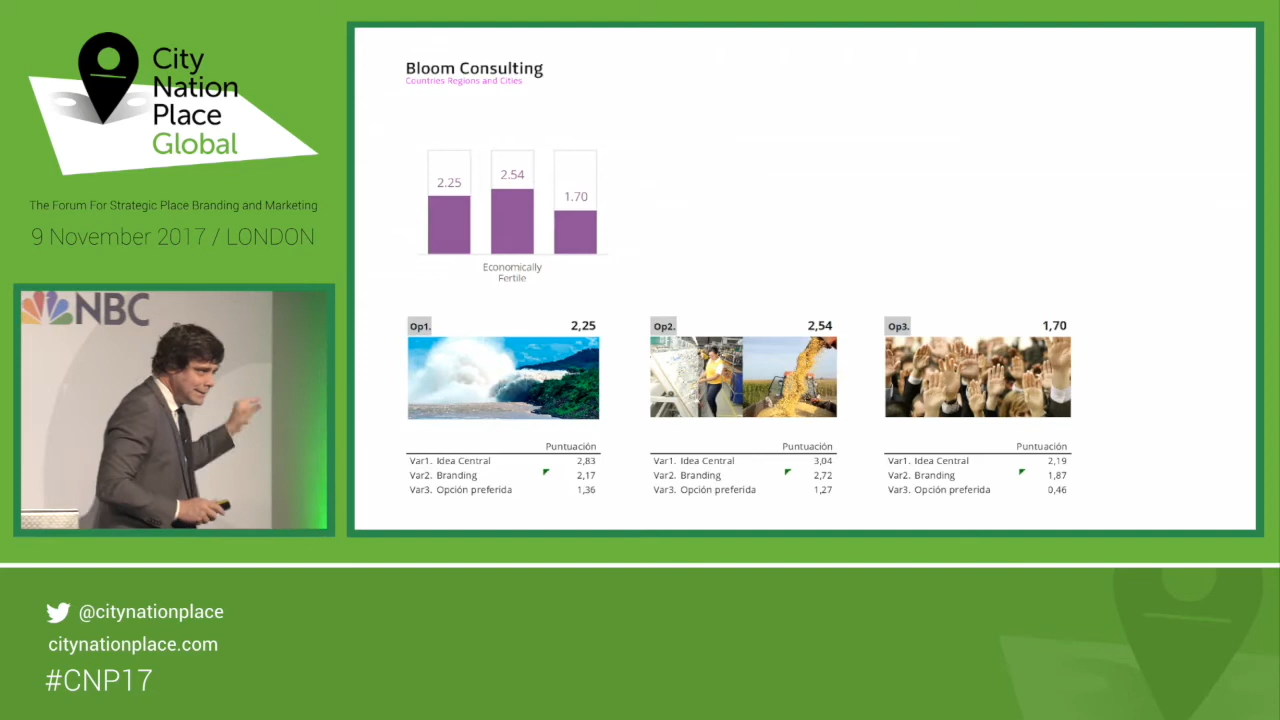 City
Nation
Place
Global
The Forum For Strategic Place Branding and Marketing
9 November 2017 / LONDON
NBC
Bloom Consulting
Countries Regions and Cities
2.25
2.54
1.70
Economically
Fertile
Op1. 2,25
Puntuación
Var1. Idea Central 2,83
Var2. Branding 2,17
Var3. Opción preferida 1,36
Op2. 2,54
Puntuación
Var1. Idea Central 3,04
Var2. Branding 2,72
Var3. Opción preferida 1,27
Op3. 1,70
Puntuación
Var1. Idea Central 2,19
Var2. Branding 1,87
Var3. Opción preferida 0,46
@citynationplace
citynationplace.com
#CNP17